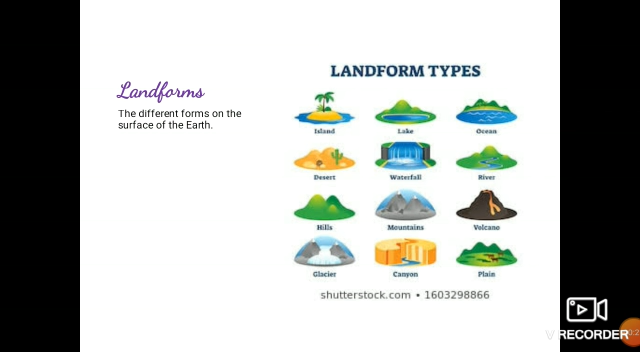 LANDFORM TYPES
Landforms
The different forms on the
surface of the Earth.
Island Lake Ocean
Desert Waterfall River
Hills Mountains Volcano
Glacier Canyon Plain
shutterstock.com • 1603298866
V RECORDER